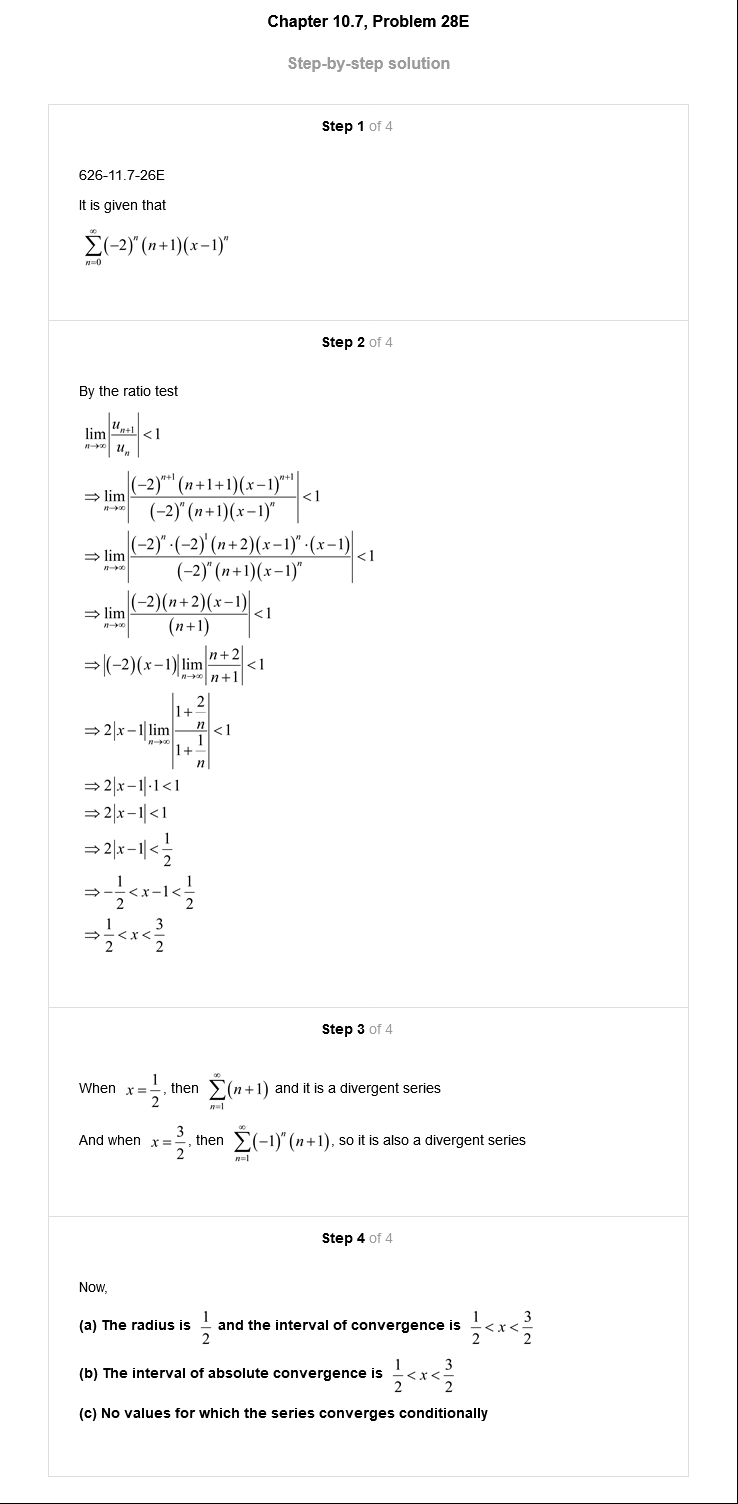 Chapter 10.7, Problem 28E
Step-by-step solution
Step 1 of 4
626-11.7-26E
It is given that
\sum_{n=0}^{\infty} (-2)^n (n+1)(x-1)^n
Step 2 of 4
By the ratio test
\lim_{n\to\infty} \left| \frac{u_{n+1}}{u_n} \right| < 1
\Rightarrow \lim_{n\to\infty} \left| \frac{(-2)^{n+1}(n+1+1)(x-1)^{n+1}}{(-2)^n (n+1)(x-1)^n} \right| < 1
\Rightarrow \lim_{n\to\infty} \left| \frac{(-2)^n \cdot (-2)^1 (n+2)(x-1)^n \cdot (x-1)}{(-2)^n (n+1)(x-1)^n} \right| < 1
\Rightarrow \lim_{n\to\infty} \left| \frac{(-2)(n+2)(x-1)}{(n+1)} \right| < 1
\Rightarrow |(-2)(x-1)| \lim_{n\to\infty} \left| \frac{n+2}{n+1} \right| < 1
\Rightarrow 2|x-1| \lim_{n\to\infty} \left| \frac{1+\frac{2}{n}}{1+\frac{1}{n}} \right| < 1
\Rightarrow 2|x-1| \cdot 1 < 1
\Rightarrow 2|x-1| < 1
\Rightarrow 2|x-1| < \frac{1}{2}
\Rightarrow -\frac{1}{2} < x-1 < \frac{1}{2}
\Rightarrow \frac{1}{2} < x < \frac{3}{2}
Step 3 of 4
When x = \frac{1}{2}, then \sum_{n=1}^{\infty} (n+1) and it is a divergent series
And when x = \frac{3}{2}, then \sum_{n=1}^{\infty} (-1)^n (n+1), so it is also a divergent series
Step 4 of 4
Now,
(a) The radius is \frac{1}{2} and the interval of convergence is \frac{1}{2} < x < \frac{3}{2}
(b) The interval of absolute convergence is \frac{1}{2} < x < \frac{3}{2}
(c) No values for which the series converges conditionally